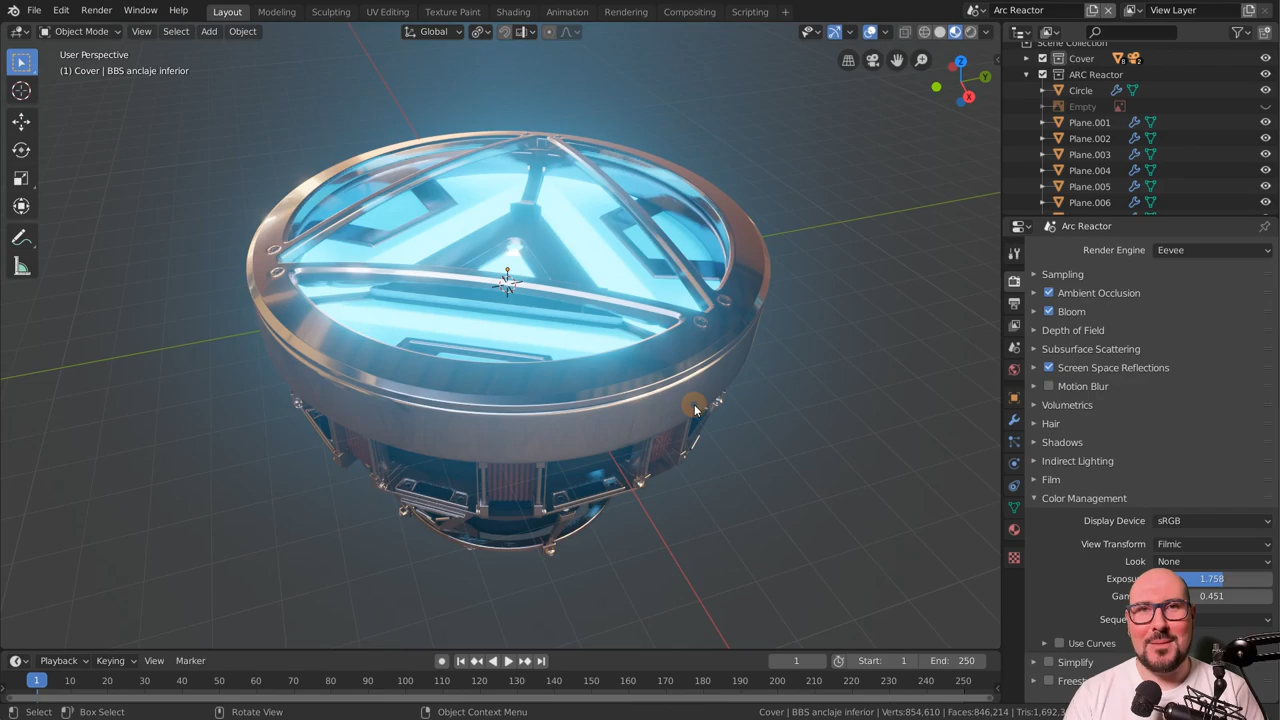 File Edit Render Window Help Layout Modeling Sculpting UV Editing Texture Paint Shading Animation Rendering Compositing Scripting + Arc Reactor View Layer
Object Mode View Select Add Object Global
User Perspective
(1) Cover | BBS anclaje inferior
Z
Y
X
Scene Collection
Cover 8 2
ARC Reactor
Circle
Empty
Plane.001
Plane.002
Plane.003
Plane.004
Plane.005
Plane.006
Arc Reactor
Render Engine Eevee
Sampling
Ambient Occlusion
Bloom
Depth of Field
Subsurface Scattering
Screen Space Reflections
Motion Blur
Volumetrics
Hair
Shadows
Indirect Lighting
Film
Color Management
Display Device sRGB
View Transform Filmic
Look None
1.758
0.451
Use Curves
Simplify
Playback Keying View Marker 1 Start: 1 End: 250
1 10 20 30 40 50 60 70 80 90 100 110 120 130 140 150 160 170 180 190 200 210 220 230 240 250
Select Box Select Rotate View Object Context Menu Cover | BBS anclaje inferior | Verts:854,610 | Faces:846,214 | Tris:1,692,